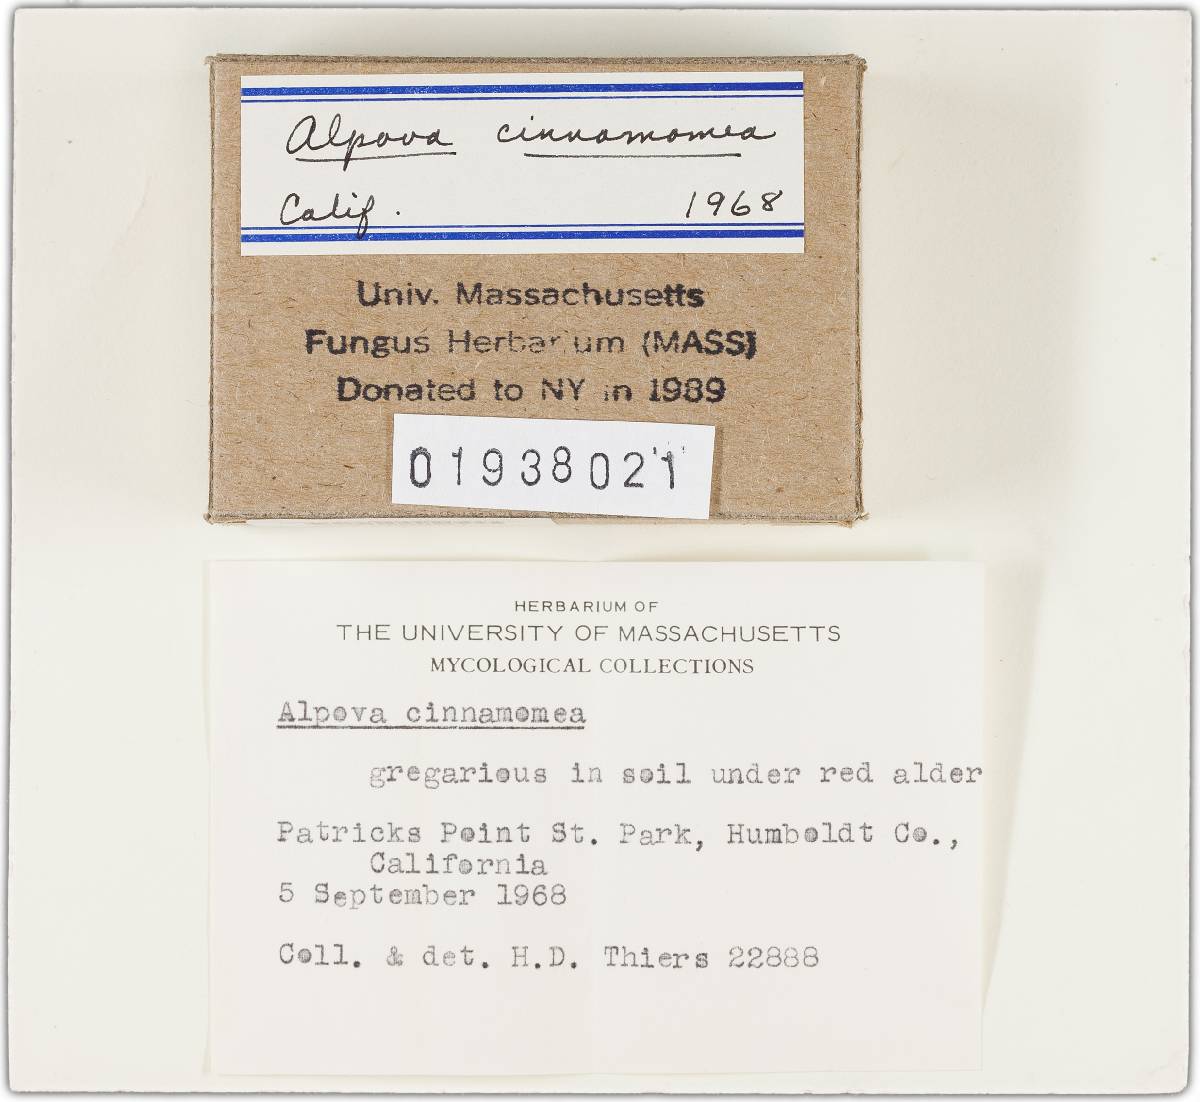 Alpova cinnamomea
Calif. 1968
Univ. Massachusetts
Fungus Herbarium (MASS)
Donated to NY in 1989
01938021
HERBARIUM OF
THE UNIVERSITY OF MASSACHUSETTS
MYCOLOGICAL COLLECTIONS
Alpova cinnamomea
gregarious in soil under red alder
Patricks Point St. Park, Humboldt Co.,
California
5 September 1968
Coll. & det. H.D. Thiers 22888